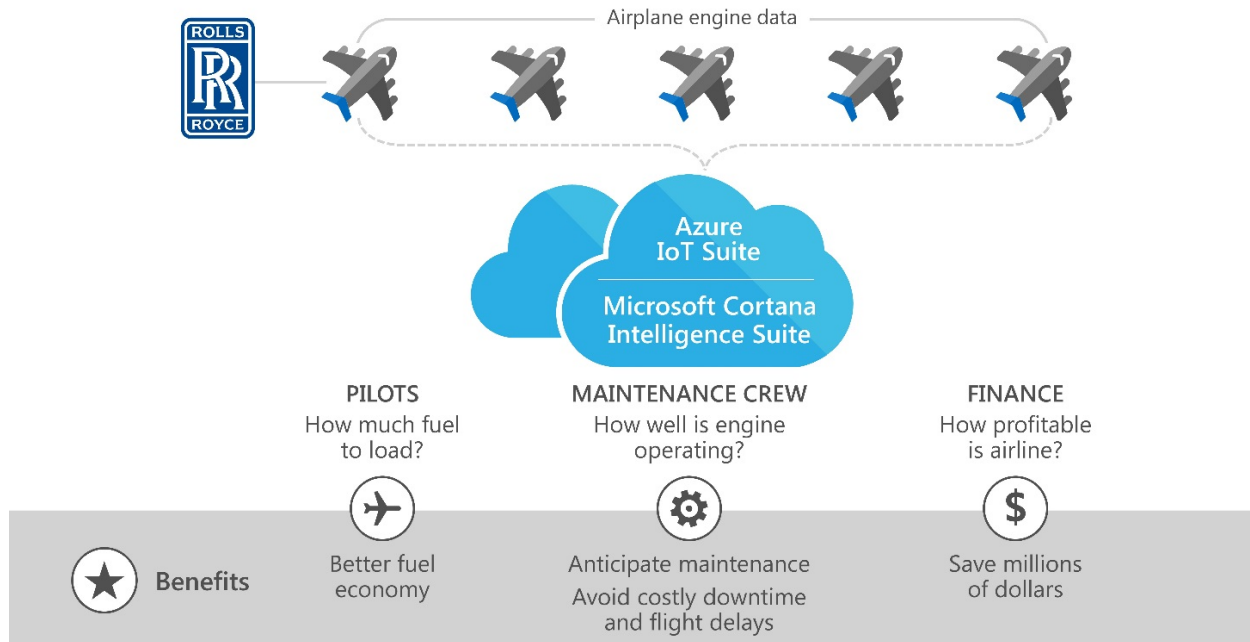 Airplane engine data
ROLLS
RR
ROYCE
Azure
IoT Suite
Microsoft Cortana
Intelligence Suite
PILOTS
How much fuel
to load?
MAINTENANCE CREW
How well is engine
operating?
FINANCE
How profitable
is airline?
$
Benefits
Better fuel
economy
Anticipate maintenance
Avoid costly downtime
and flight delays
Save millions
of dollars